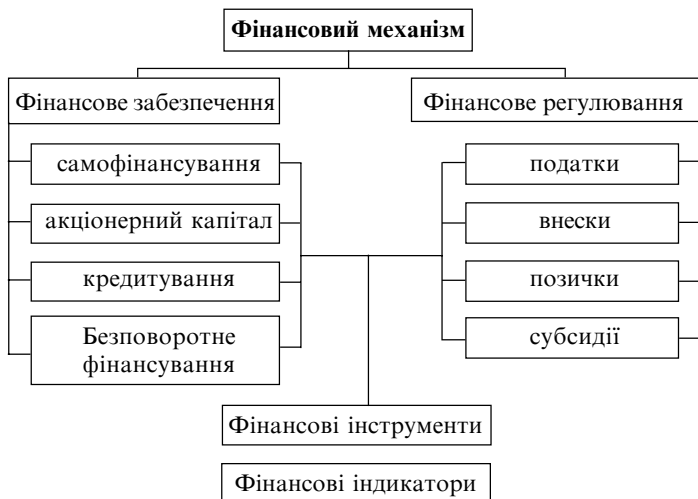 Фінансовий механізм
Фінансове забезпечення
Фінансове регулювання
самофінансування
акціонерний капітал
кредитування
Безповоротне
фінансування
податки
внески
позички
субсидії
Фінансові інструменти
Фінансові індикатори